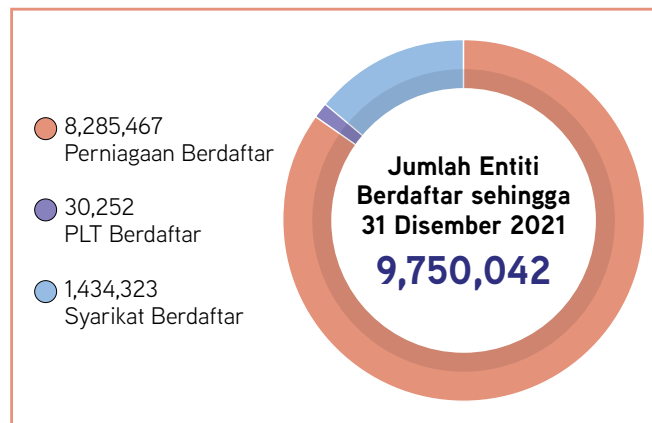 8,285,467
Perniagaan Berdaftar
30,252
PLT Berdaftar
1,434,323
Syarikat Berdaftar
Jumlah Entiti
Berdaftar sehingga
31 Disember 2021
9,750,042